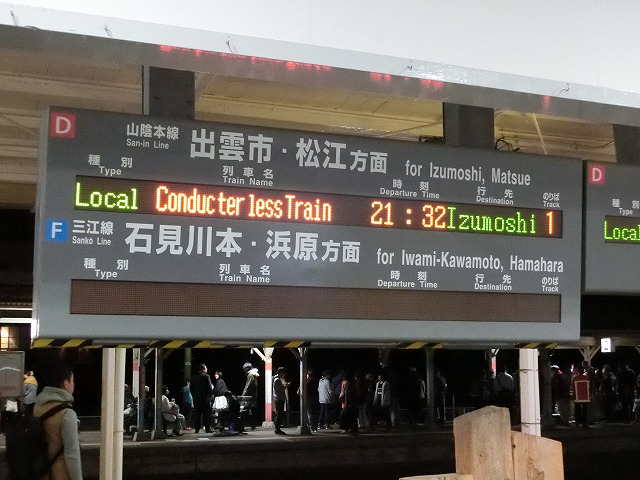 D 山陰本線 San-in Line 出雲市・松江方面 for Izumoshi, Matsue
種別 Type 列車名 Train Name 時刻 Departure Time 行先 Destination のりば Track
Local ConducterlessTrain 21:32 Izumoshi 1
F 三江線 Sankō Line 石見川本・浜原方面 for Iwami-Kawamoto, Hamahara
種別 Type 列車名 Train Name 時刻 Departure Time 行先 Destination のりば Track
D
種別 Type
Local